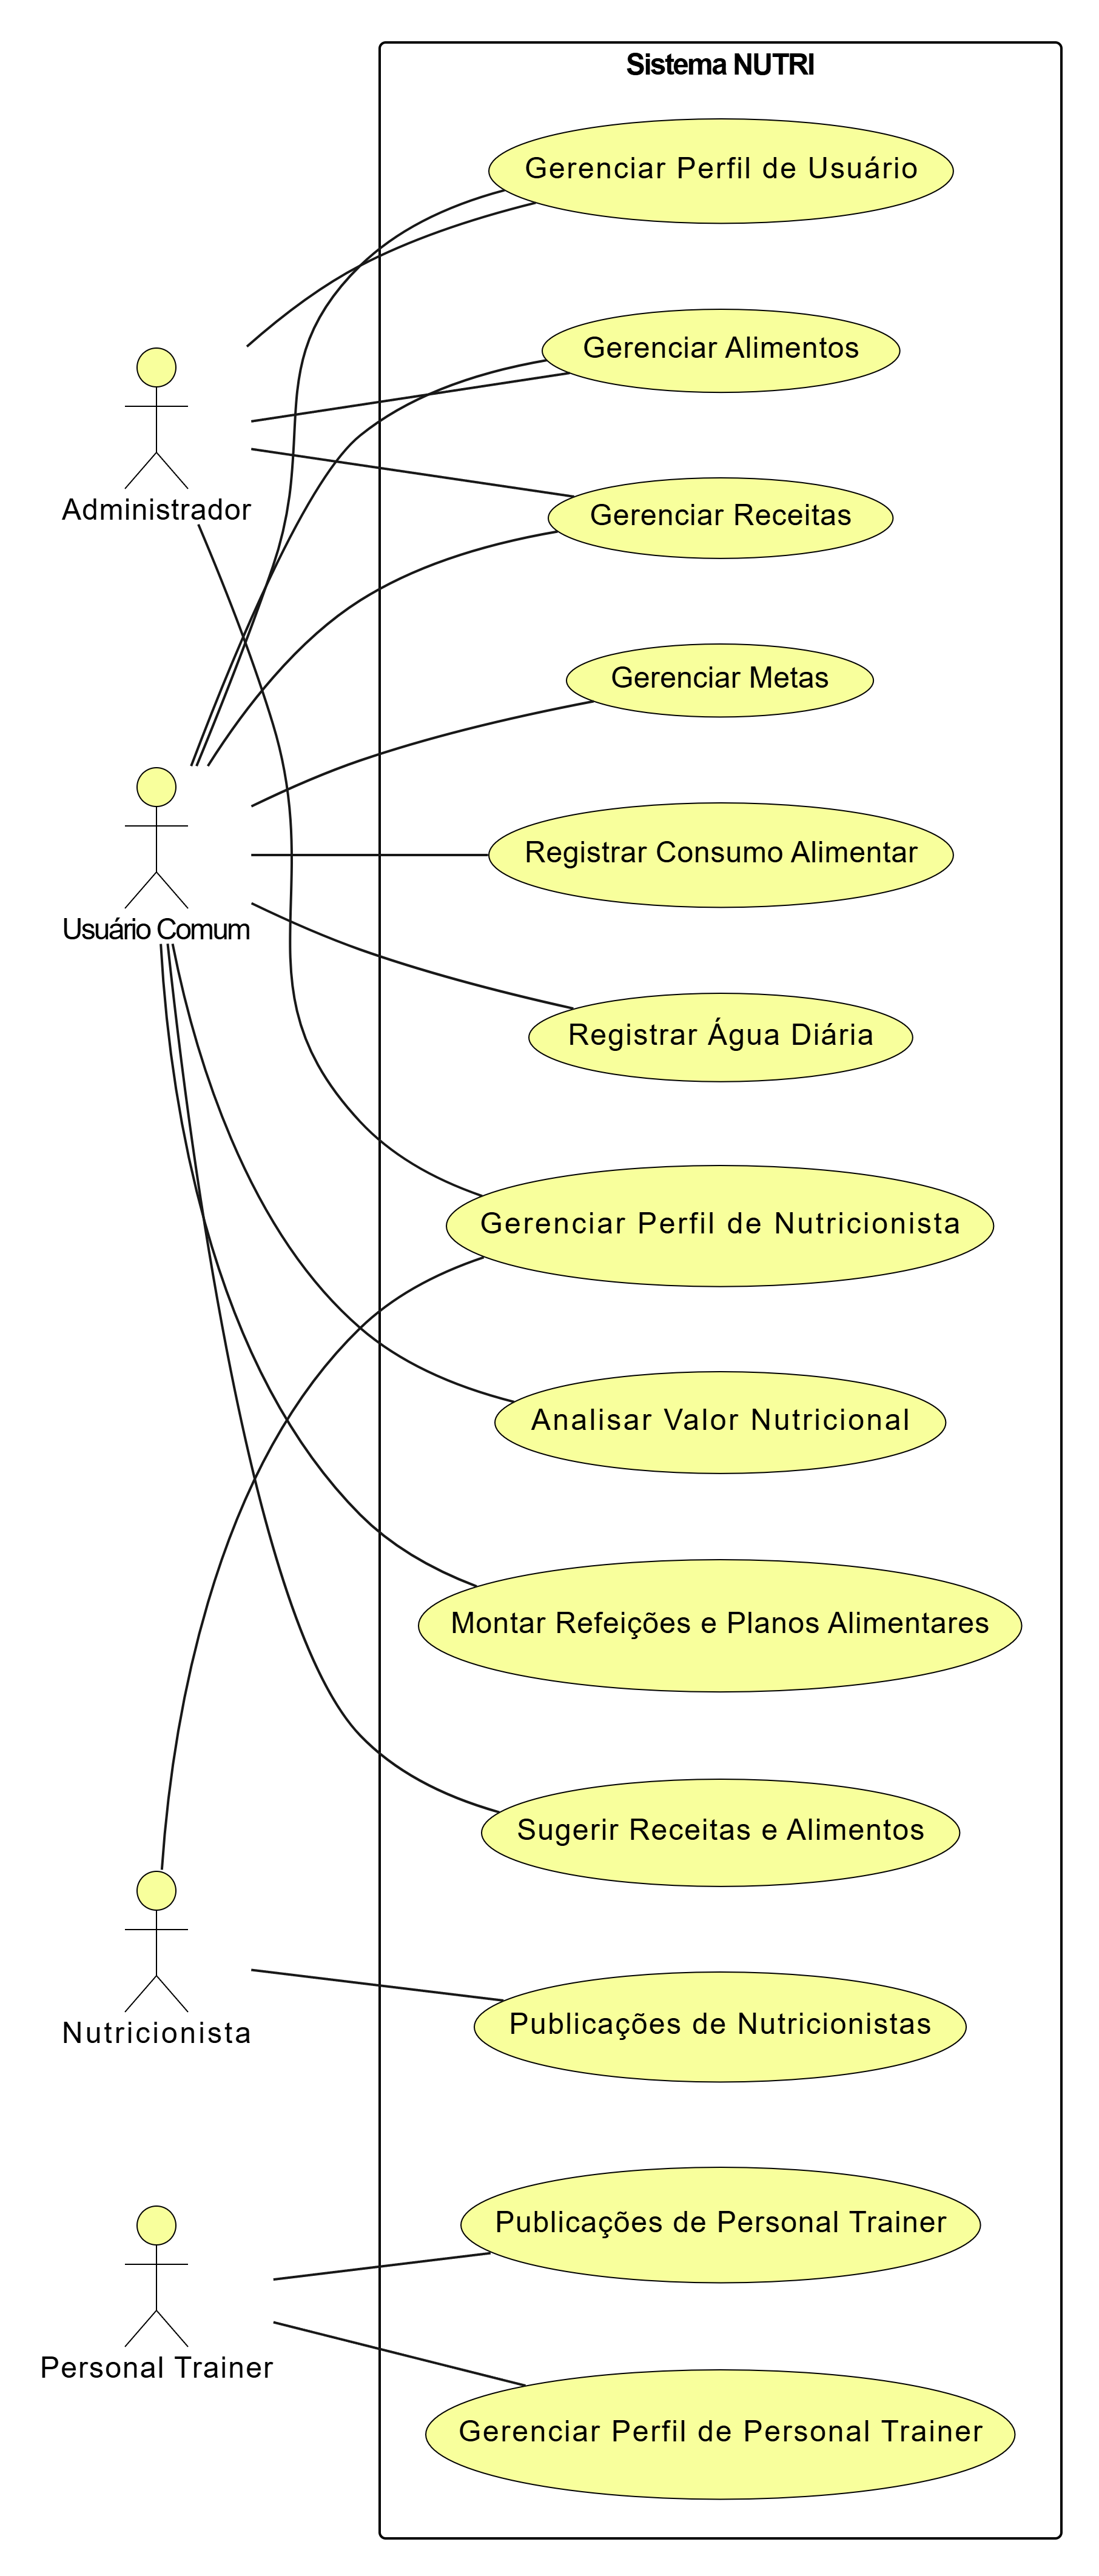 Sistema NUTRI
Gerenciar Perfil de Usuário
Gerenciar Alimentos
Administrador
Gerenciar Receitas
Gerenciar Metas
Registrar Consumo Alimentar
Usuário Comum
Registrar Água Diária
Gerenciar Perfil de Nutricionista
Analisar Valor Nutricional
Montar Refeições e Planos Alimentares
Sugerir Receitas e Alimentos
Nutricionista
Publicações de Nutricionistas
Publicações de Personal Trainer
Personal Trainer
Gerenciar Perfil de Personal Trainer